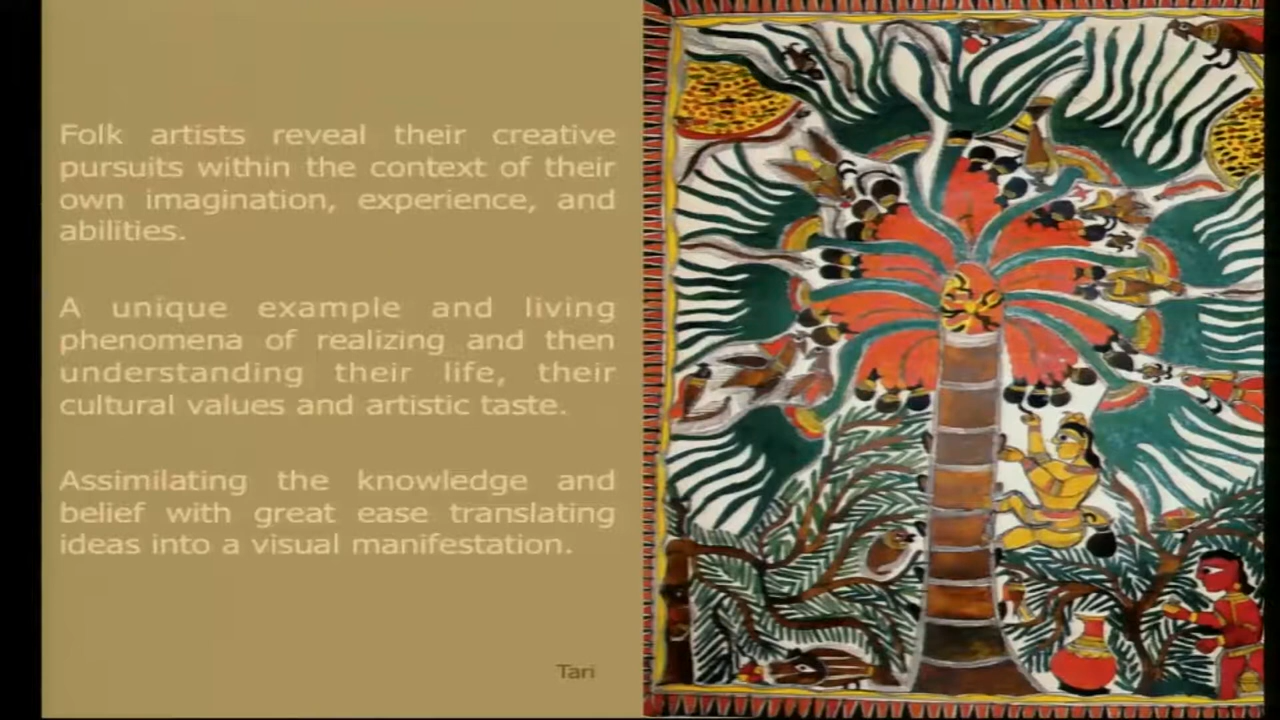 Folk artists reveal their creative
pursuits within the context of their
own imagination, experience, and
abilities.
A unique example and living
phenomena of realizing and then
understanding their life, their
cultural values and artistic taste.
Assimilating the knowledge and
belief with great ease translating
ideas into a visual manifestation.
Tari